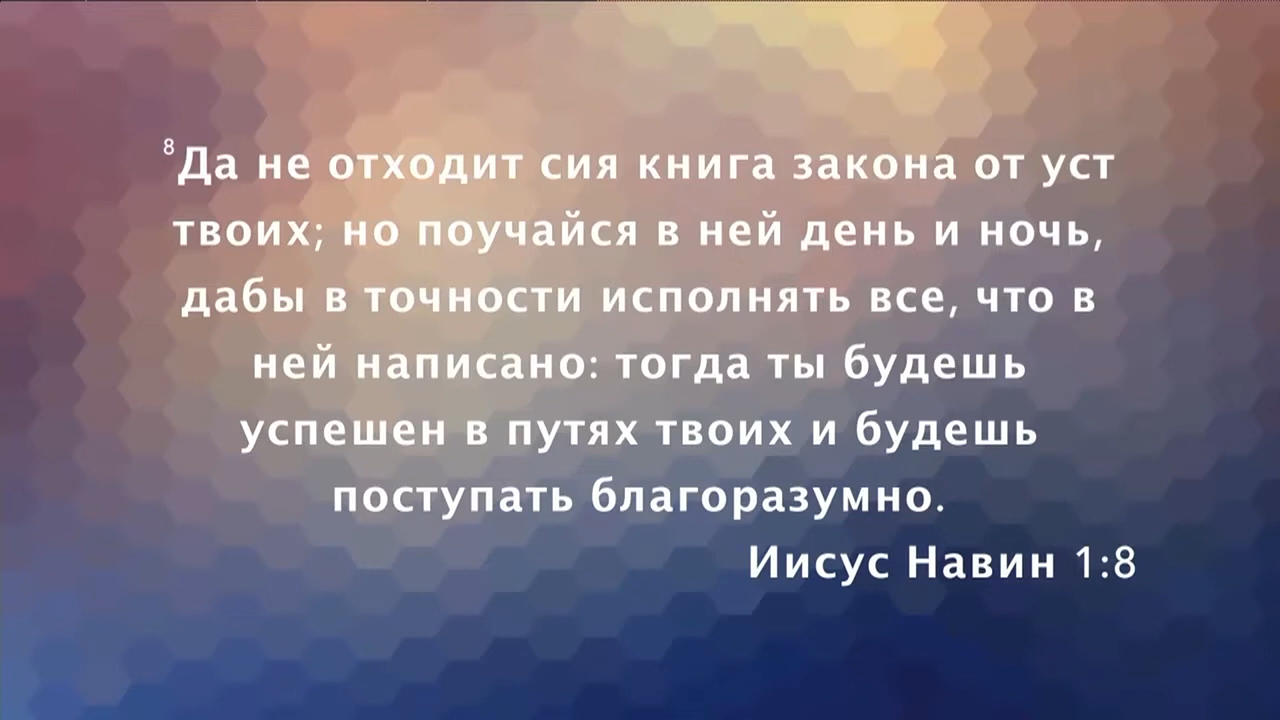 ⁸Да не отходит сия книга закона от уст
твоих; но поучайся в ней день и ночь,
дабы в точности исполнять все, что в
ней написано: тогда ты будешь
успешен в путях твоих и будешь
поступать благоразумно.
Иисус Навин 1:8